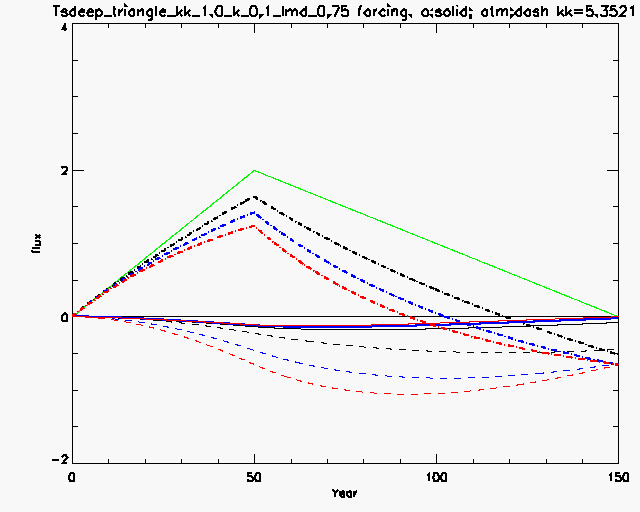 Tsdeep_triangle_kk_1,0_k_0,1_lmd_0,75 forcing, o:solid; atm:dash kk=5,3521
4
2
0
-2
flux
0 50 100 150
Year